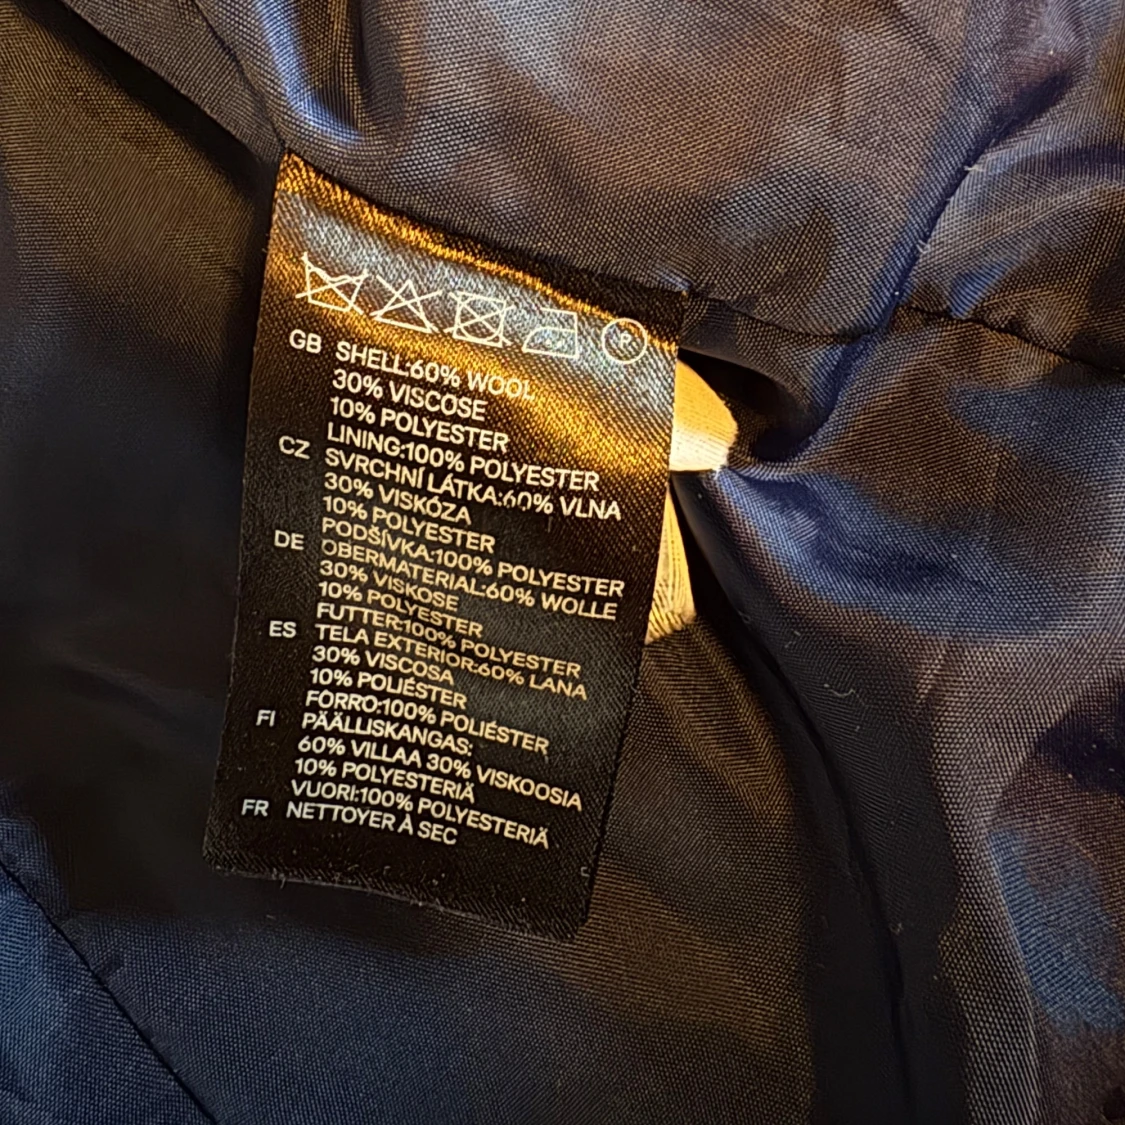 P
GB SHELL:60% WOOL
30% VISCOSE
10% POLYESTER
LINING:100% POLYESTER
CZ SVRCHNÍ LÁTKA:60% VLNA
30% VISKÓZA
10% POLYESTER
PODŠÍVKA:100% POLYESTER
DE OBERMATERIAL:60% WOLLE
30% VISKOSE
10% POLYESTER
FUTTER:100% POLYESTER
ES TELA EXTERIOR:60% LANA
30% VISCOSA
10% POLIÉSTER
FORRO:100% POLIÉSTER
FI PÄÄLLISKANGAS:
60% VILLAA 30% VISKOOSIA
10% POLYESTERIÄ
VUORI:100% POLYESTERIÄ
FR NETTOYER À SEC